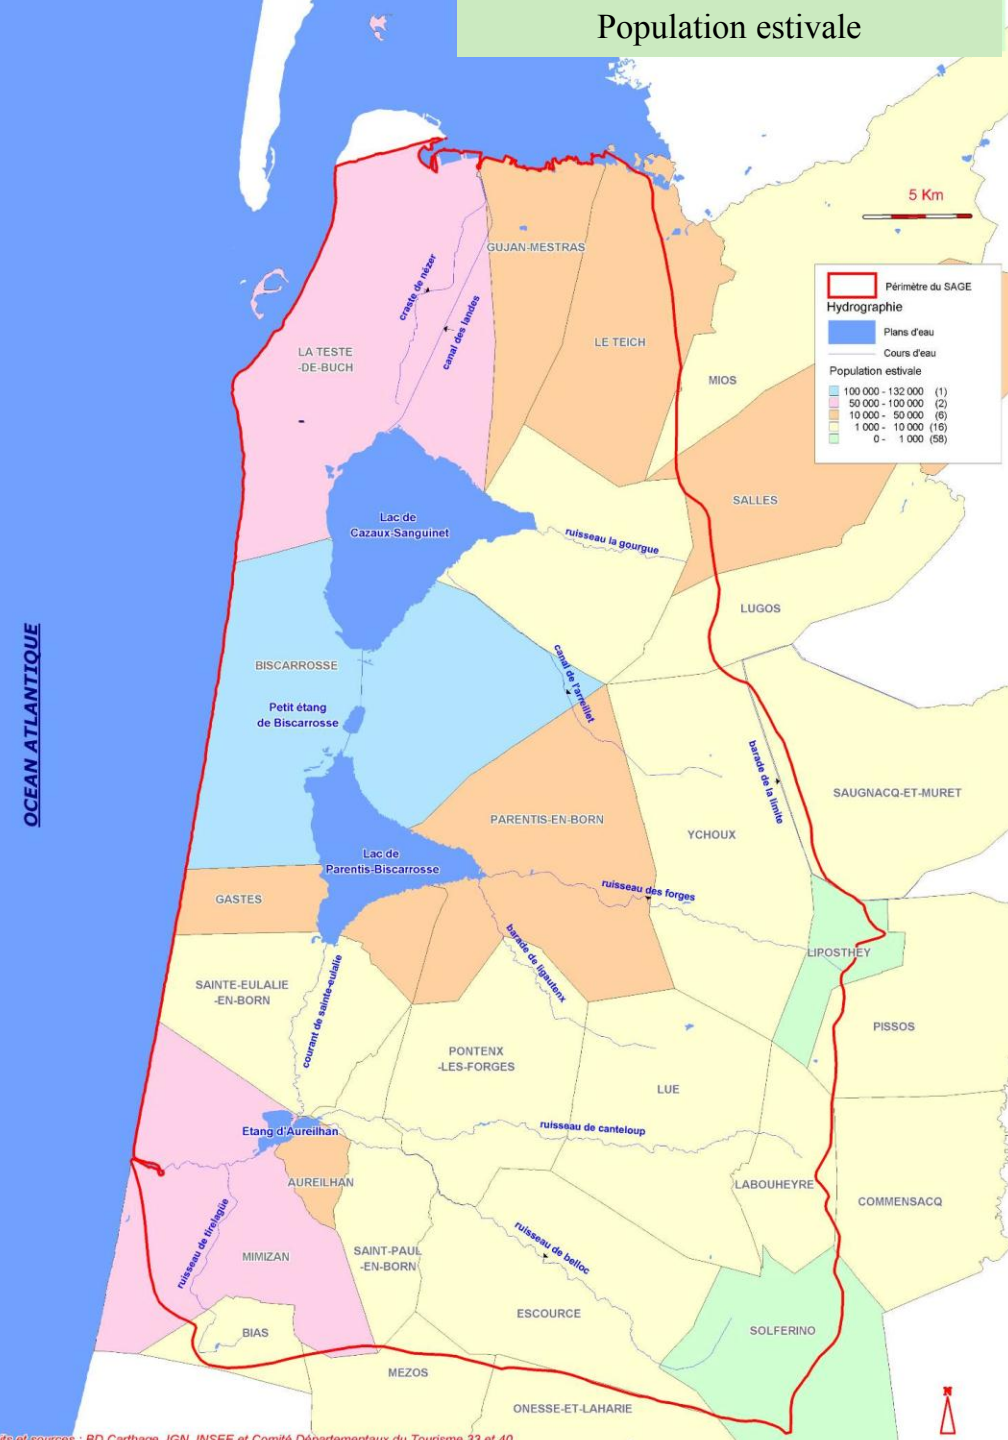 Population estivale
5 Km
Périmètre du SAGE
Hydrographie
Plans d'eau
Cours d'eau
Population estivale
100 000 - 132 000 (1)
50 000 - 100 000 (2)
10 000 - 50 000 (6)
1 000 - 10 000 (16)
0 - 1 000 (58)
GUJAN-MESTRAS
craste de nézer
canal des landes
LE TEICH
LA TESTE
-DE-BUCH
MIOS
SALLES
Lac de
Cazaux-Sanguinet
ruisseau la gourgue
LUGOS
OCEAN ATLANTIQUE
BISCARROSSE
canal de l'arreillet
Petit étang
de Biscarrosse
barade de la limite
SAUGNACQ-ET-MURET
PARENTIS-EN-BORN
YCHOUX
Lac de
Parentis-Biscarrosse
ruisseau des forges
GASTES
barade de ligautenx
LIPOSTHEY
SAINTE-EULALIE
-EN-BORN
courant de sainte-eulalie
PISSOS
PONTENX
-LES-FORGES
LUE
Etang d'Aureilhan
ruisseau de canteloup
AUREILHAN
LABOUHEYRE
COMMENSACQ
ruisseau de tirelagüe
MIMIZAN
SAINT-PAUL
-EN-BORN
ruisseau de belloc
ESCOURCE
BIAS
SOLFERINO
MEZOS
ONESSE-ET-LAHARIE
N
et sources : BD Carthage, IGN, INSEE et Comité Départementaux du Tourisme 33 et 40